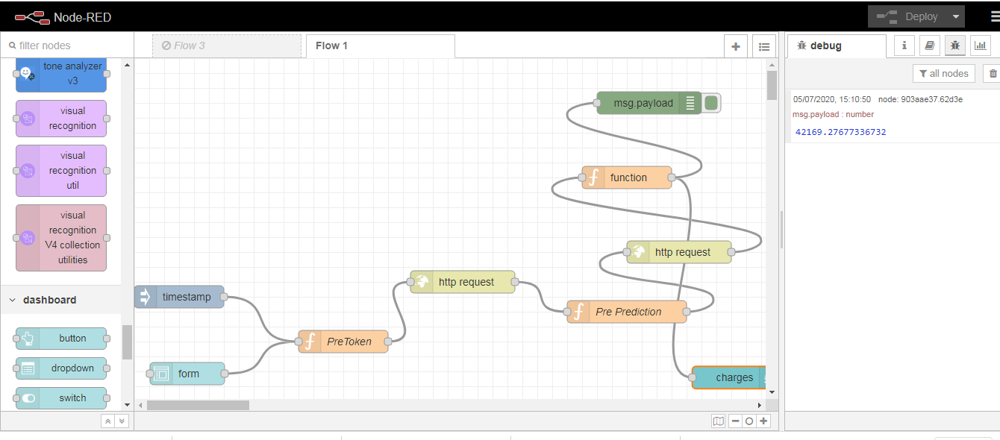 Node-RED
Deploy
filter nodes
Flow 3
Flow 1
debug
i
all nodes
tone analyzer
v3
visual
recognition
visual
recognition
util
visual
recognition
V4 collection
utilities
dashboard
button
dropdown
switch
msg.payload
function
http request
http request
timestamp
Pre Prediction
PreToken
form
charges
05/07/2020, 15:10:50 node: 903aae37.62d3e
msg.payload : number
42169.27677336732